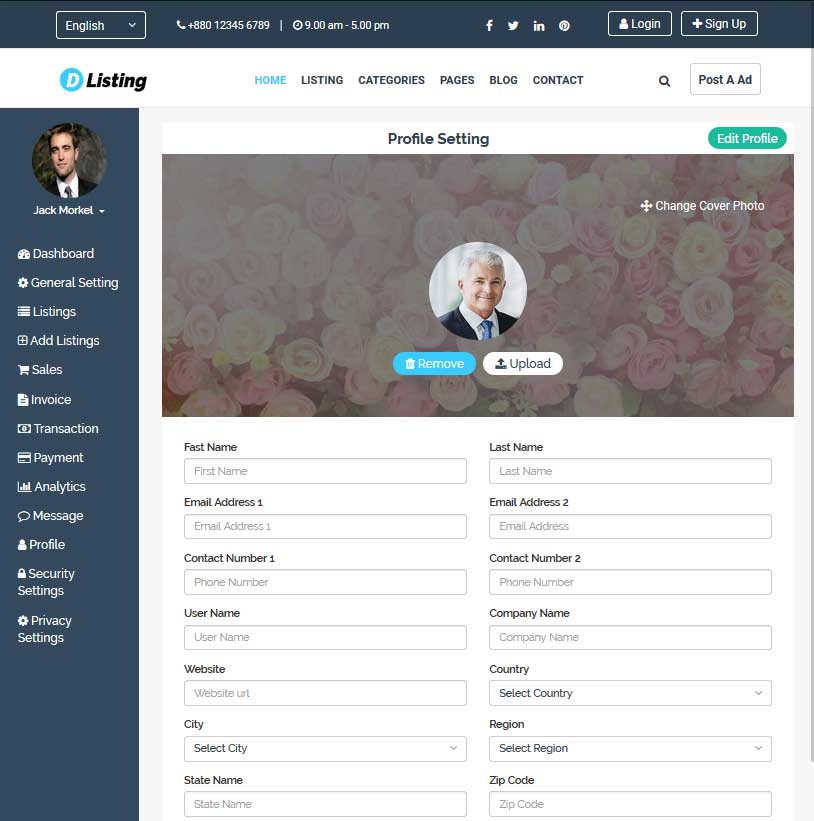 English
+880 12345 6789 | 9.00 am - 5.00 pm
Login
Sign Up
D Listing
HOME LISTING CATEGORIES PAGES BLOG CONTACT
Post A Ad
Jack Morkel
Dashboard
General Setting
Listings
Add Listings
Sales
Invoice
Transaction
Payment
Analytics
Message
Profile
Security
Settings
Privacy
Settings
Profile Setting
Edit Profile
Change Cover Photo
Remove
Upload
Fast Name
First Name
Last Name
Last Name
Email Address 1
Email Address 1
Email Address 2
Email Address
Contact Number 1
Phone Number
Contact Number 2
Phone Number
User Name
User Name
Company Name
Company Name
Website
Website url
Country
Select Country
City
Select City
Region
Select Region
State Name
State Name
Zip Code
Zip Code